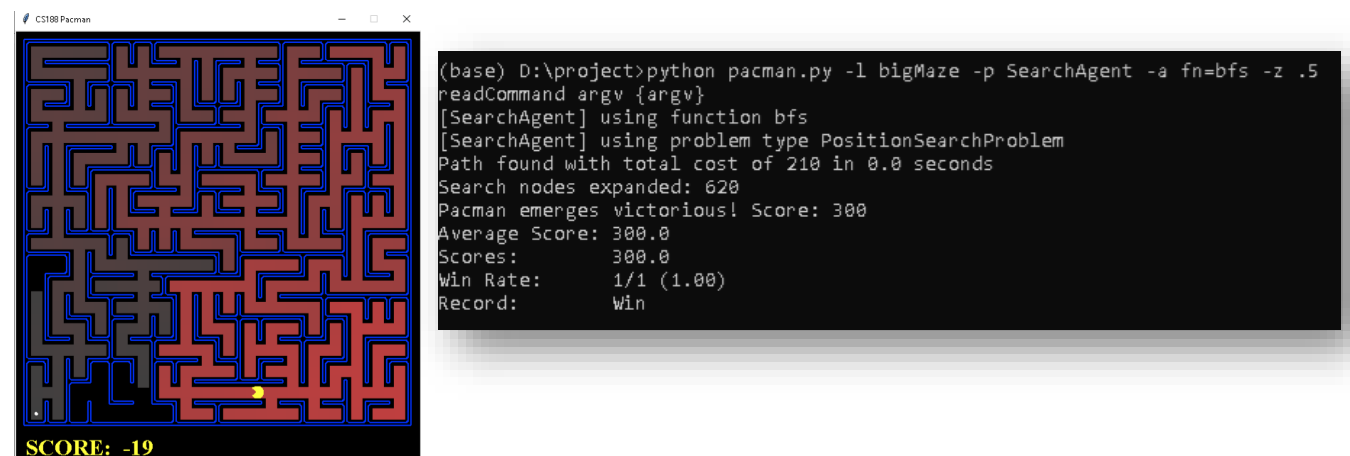 CS188 Pacman
SCORE: -19
(base) D:\project>python pacman.py -l bigMaze -p SearchAgent -a fn=bfs -z .5
readCommand argv {argv}
[SearchAgent] using function bfs
[SearchAgent] using problem type PositionSearchProblem
Path found with total cost of 210 in 0.0 seconds
Search nodes expanded: 620
Pacman emerges victorious! Score: 300
Average Score: 300.0
Scores:        300.0
Win Rate:      1/1 (1.00)
Record:        Win